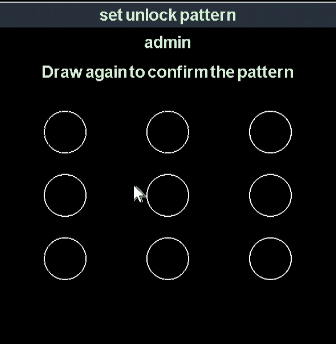 set unlock pattern
admin
Draw again to confirm the pattern